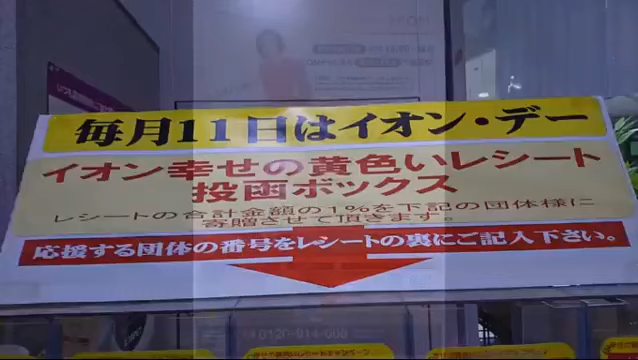 毎月11日はイオン・デー
イオン幸せの黄色いレシート
投函ボックス
レシートの合計金額の1%を下記の団体様に
寄贈させて頂きます。
応援する団体の番号をレシートの裏にご記入下さい。
0120-914-008